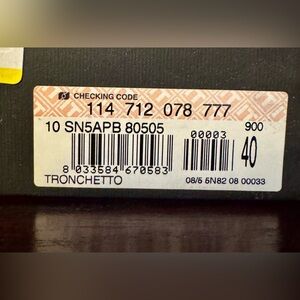 CHECKING CODE
114 712 078 777
10 SN5APB 80505 00003 900
40
8 033584 670583
TRONCHETTO 08/5 5N82 08 00033